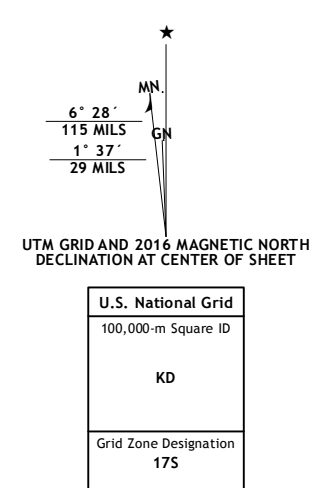 ★
MN.
6° 28´
115 MILS
GN
1° 37´
29 MILS
UTM GRID AND 2016 MAGNETIC NORTH
DECLINATION AT CENTER OF SHEET
U.S. National Grid
100,000-m Square ID
KD
Grid Zone Designation
17S